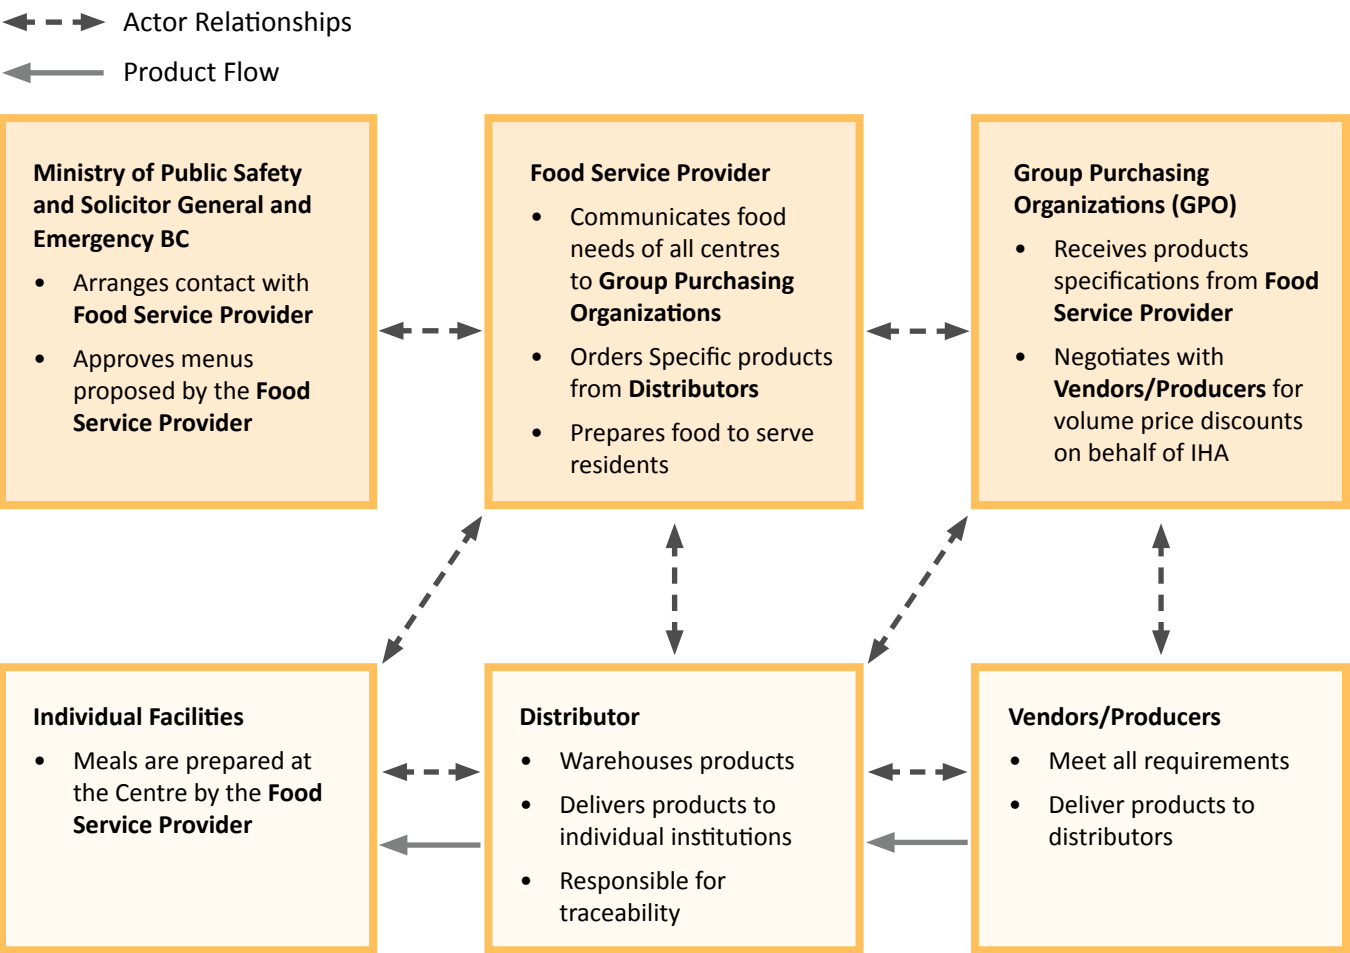 Actor Relationships
Product Flow
Ministry of Public Safety
and Solicitor General and
Emergency BC
• Arranges contact with
Food Service Provider
• Approves menus
proposed by the Food
Service Provider
Food Service Provider
• Communicates food
needs of all centres
to Group Purchasing
Organizations
• Orders Specific products
from Distributors
• Prepares food to serve
residents
Group Purchasing
Organizations (GPO)
• Receives products
specifications from Food
Service Provider
• Negotiates with
Vendors/Producers for
volume price discounts
on behalf of IHA
Individual Facilities
• Meals are prepared at
the Centre by the Food
Service Provider
Distributor
• Warehouses products
• Delivers products to
individual institutions
• Responsible for
traceability
Vendors/Producers
• Meet all requirements
• Deliver products to
distributors